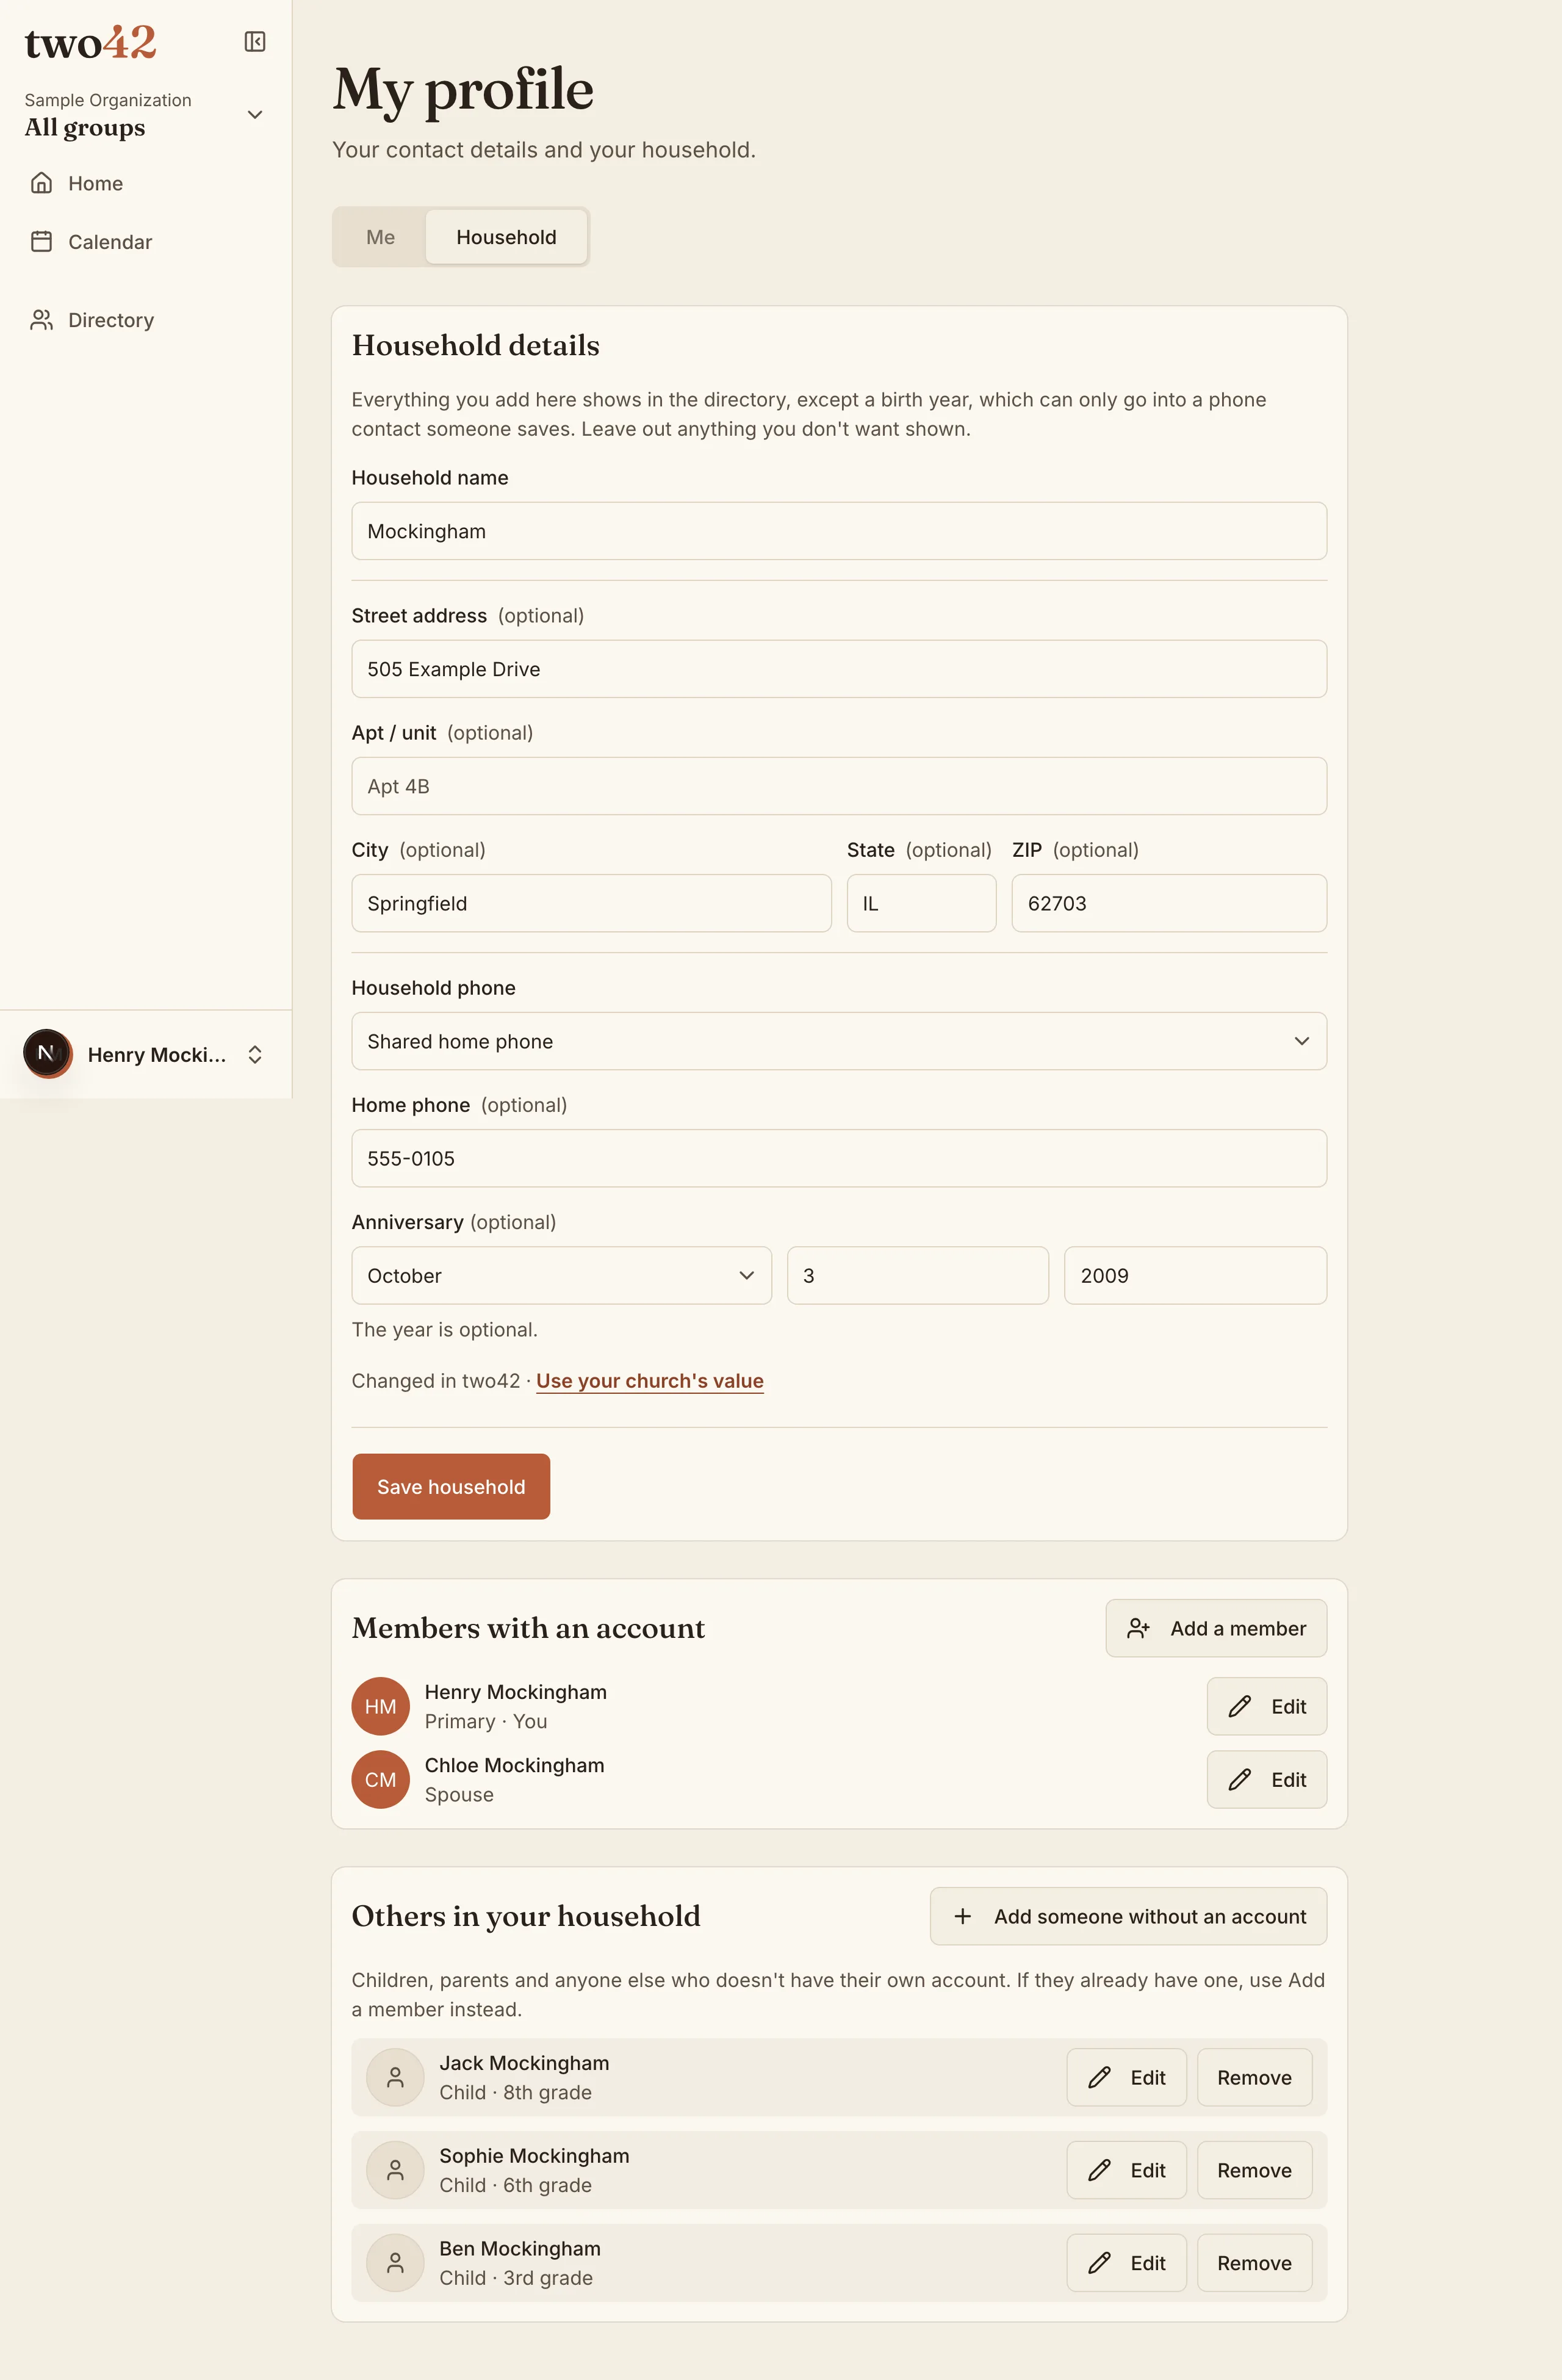 two42
Sample Organization
All groups
Home
Calendar
Directory
N
Henry Mocki...
My profile
Your contact details and your household.
Me
Household
Household details
Everything you add here shows in the directory, except a birth year, which can only go into a phone
contact someone saves. Leave out anything you don't want shown.
Household name
Mockingham
Street address (optional)
505 Example Drive
Apt / unit (optional)
Apt 4B
City (optional) State (optional) ZIP (optional)
Springfield IL 62703
Household phone
Shared home phone
Home phone (optional)
555-0105
Anniversary (optional)
October 3 2009
The year is optional.
Changed in two42 · Use your church's value
Save household
Members with an account
Add a member
HM
Henry Mockingham
Primary · You
Edit
CM
Chloe Mockingham
Spouse
Edit
Others in your household
Add someone without an account
Children, parents and anyone else who doesn't have their own account. If they already have one, use Add
a member instead.
Jack Mockingham
Child · 8th grade
Edit
Remove
Sophie Mockingham
Child · 6th grade
Edit
Remove
Ben Mockingham
Child · 3rd grade
Edit
Remove